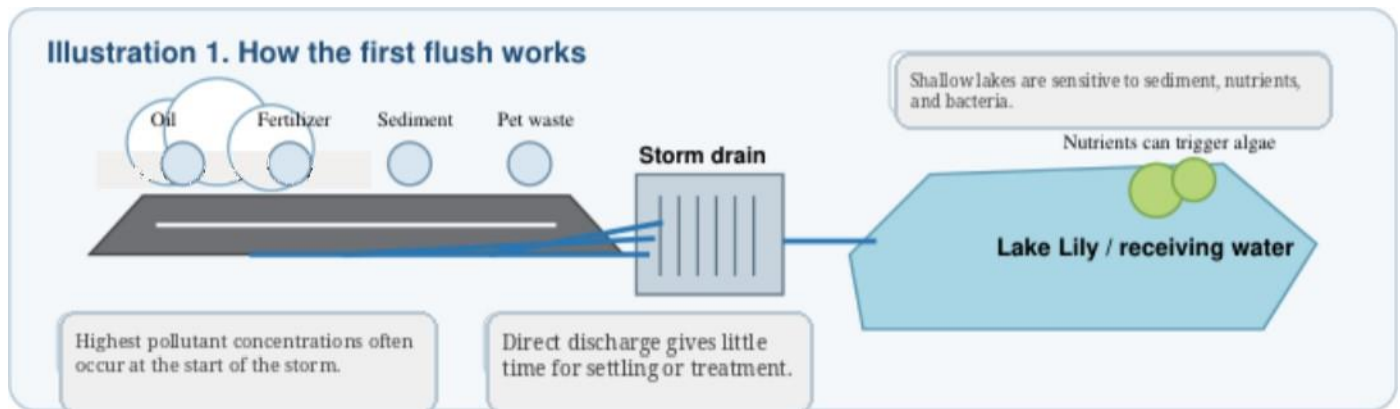 Illustration 1. How the first flush works
Shallow lakes are sensitive to sediment, nutrients,
and bacteria.
Oil
Fertilizer
Sediment
Pet waste
Nutrients can trigger algae
Storm drain
Lake Lily / receiving water
Highest pollutant concentrations often
occur at the start of the storm.
Direct discharge gives little
time for settling or treatment.